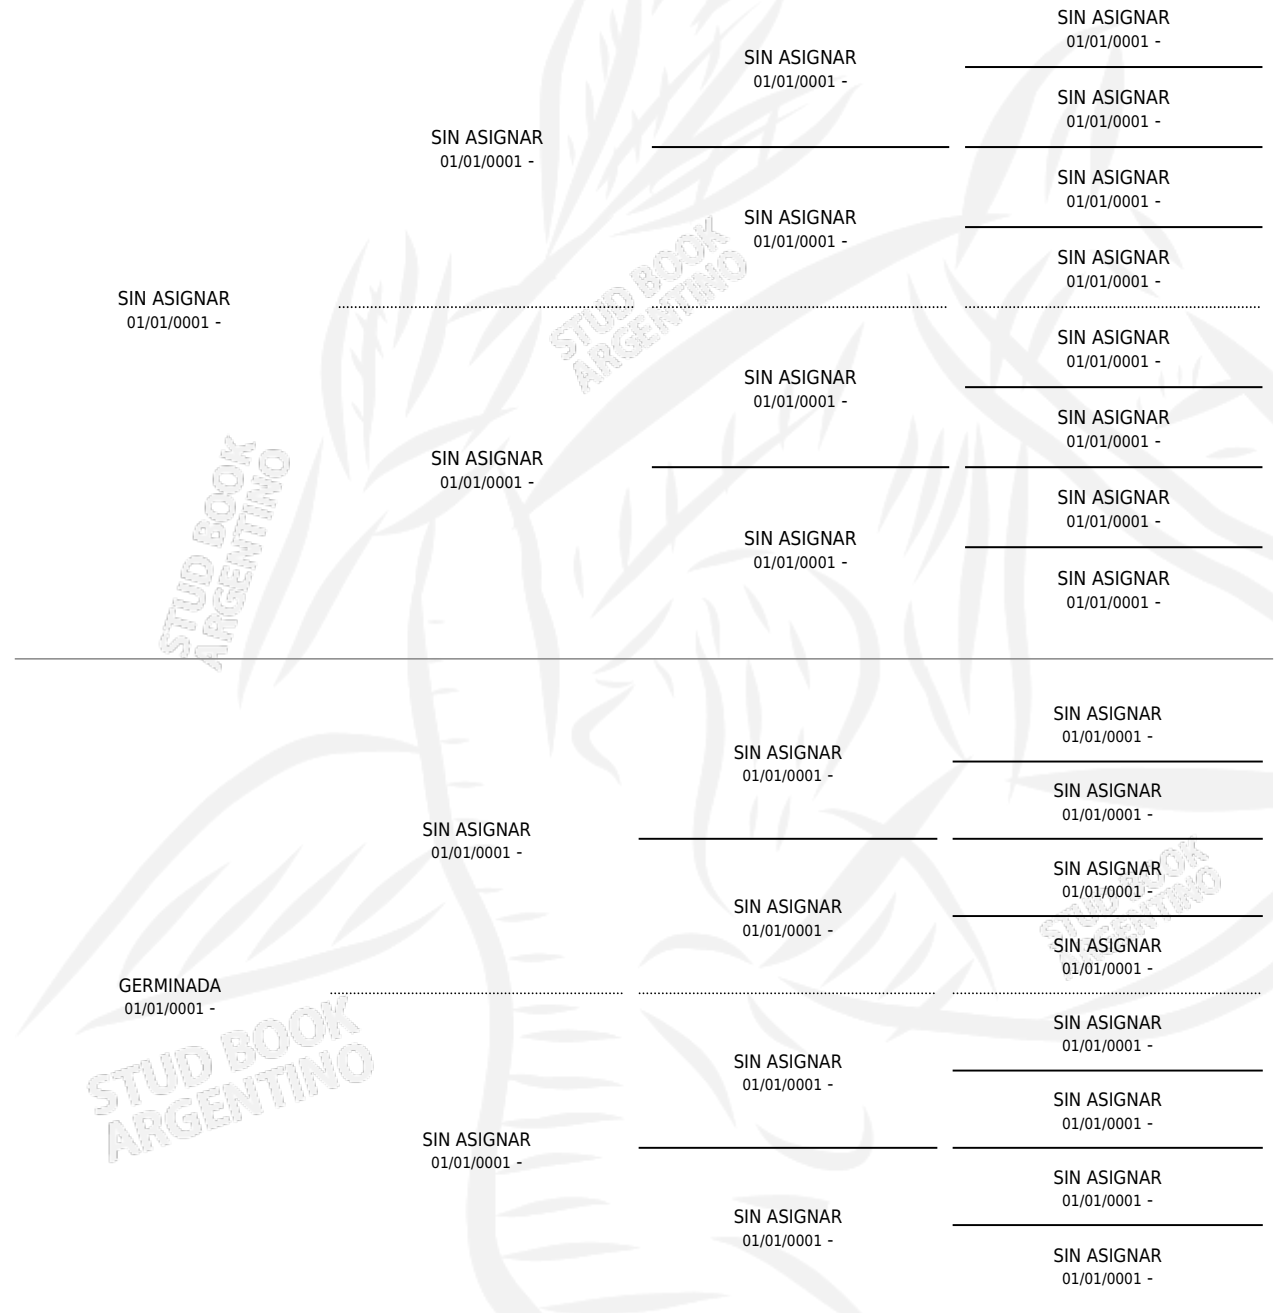 SIN ASIGNAR
01/01/0001 -
SIN ASIGNAR
01/01/0001 -
SIN ASIGNAR
01/01/0001 -
SIN ASIGNAR
01/01/0001 -
SIN ASIGNAR
01/01/0001 -
SIN ASIGNAR
01/01/0001 -
SIN ASIGNAR
01/01/0001 -
STUD BOOK
ARGENTINO
SIN ASIGNAR
01/01/0001 -
SIN ASIGNAR
01/01/0001 -
SIN ASIGNAR
01/01/0001 -
SIN ASIGNAR
01/01/0001 -
SIN ASIGNAR
01/01/0001 -
SIN ASIGNAR
01/01/0001 -
STUD BOOK
ARGENTINO
SIN ASIGNAR
01/01/0001 -
SIN ASIGNAR
01/01/0001 -
SIN ASIGNAR
01/01/0001 -
SIN ASIGNAR
01/01/0001 -
SIN ASIGNAR
01/01/0001 -
SIN ASIGNAR
01/01/0001 -
SIN ASIGNAR
01/01/0001 -
SIN ASIGNAR
01/01/0001 -
STUD BOOK
ARGENTINO
SIN ASIGNAR
01/01/0001 -
SIN ASIGNAR
01/01/0001 -
GERMINADA
01/01/0001 -
STUD BOOK
ARGENTINO
SIN ASIGNAR
01/01/0001 -
SIN ASIGNAR
01/01/0001 -
SIN ASIGNAR
01/01/0001 -
SIN ASIGNAR
01/01/0001 -
SIN ASIGNAR
01/01/0001 -
SIN ASIGNAR
01/01/0001 -
SIN ASIGNAR
01/01/0001 -